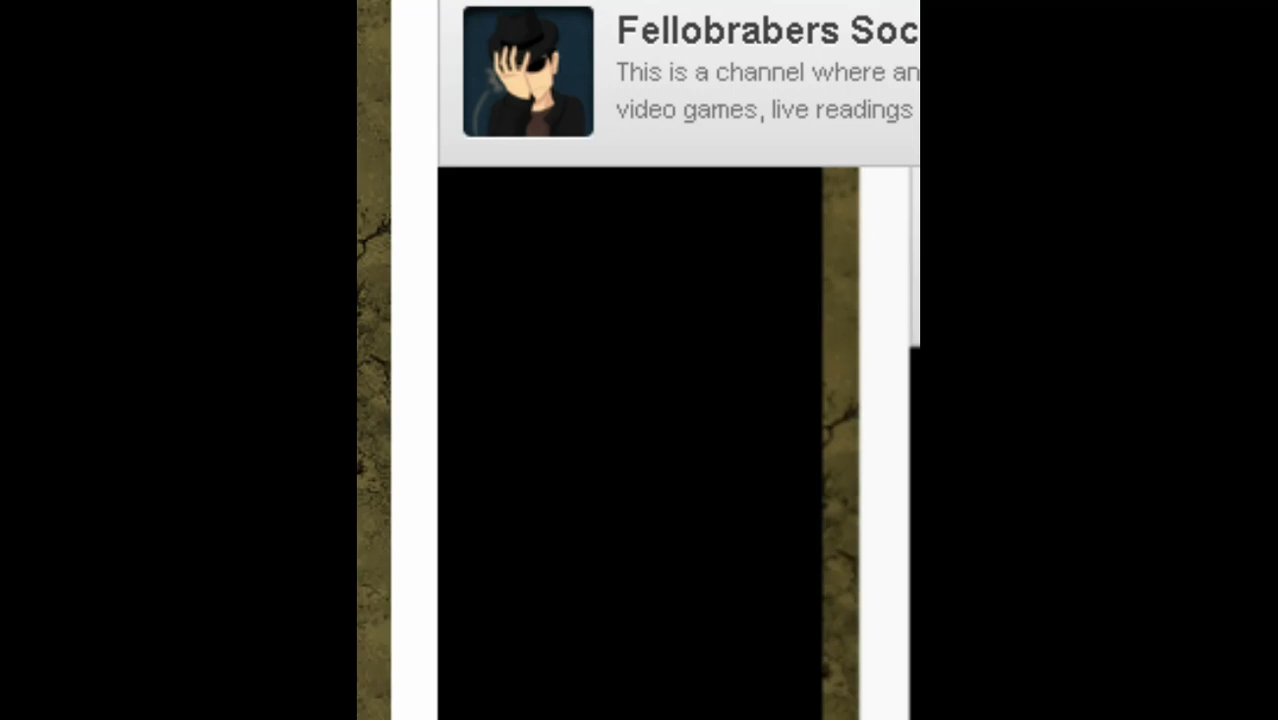 Fellobrabers Soc
This is a channel where an
video games, live readings